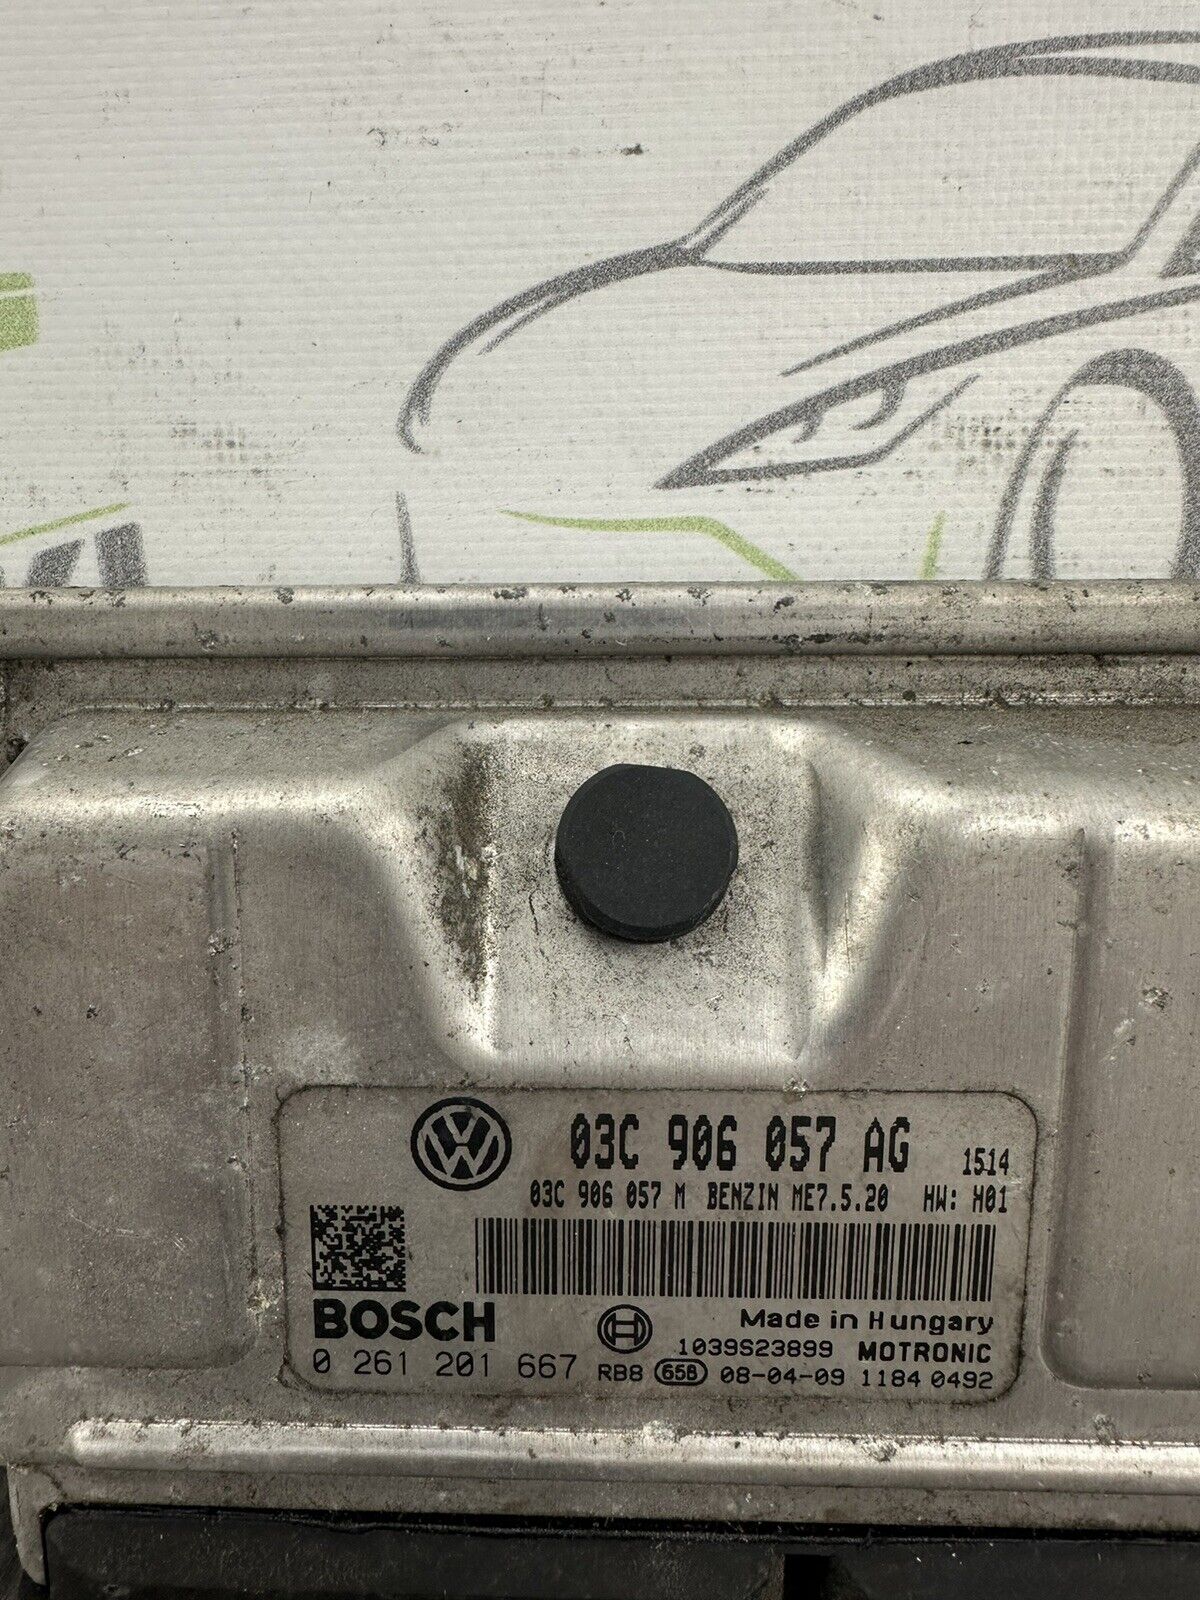 03C 906 057 AG 1514
03C 906 057 M BENZIN ME7.5.20 HW: H01
BOSCH
Made in Hungary
1039S23899 MOTRONIC
0 261 201 667 RB8 658 08-04-09 1184 0492